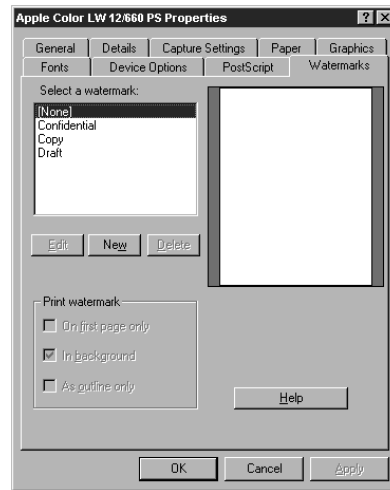 Apple Color LW 12/660 PS Properties
General Details Capture Settings Paper Graphics
Fonts Device Options PostScript Watermarks
Select a watermark:
[None]
Confidential
Copy
Draft
Edit New Delete
Print watermark
On first page only
In background
As outline only
Help
OK Cancel Apply